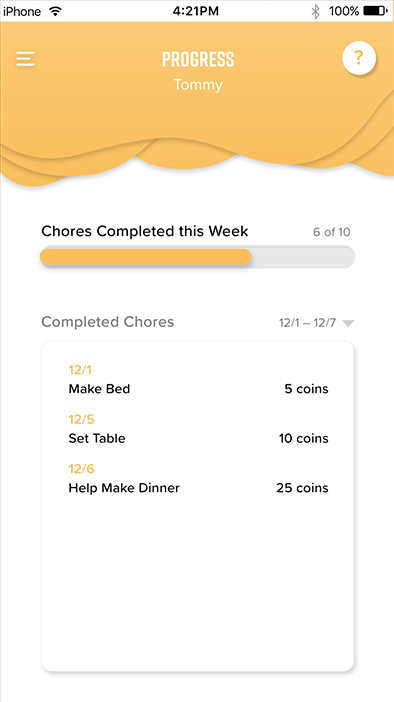 iPhone 4:21PM 100%
PROGRESS
?
Tommy
Chores Completed this Week 6 of 10
Completed Chores 12/1 – 12/7
12/1
Make Bed 5 coins
12/5
Set Table 10 coins
12/6
Help Make Dinner 25 coins